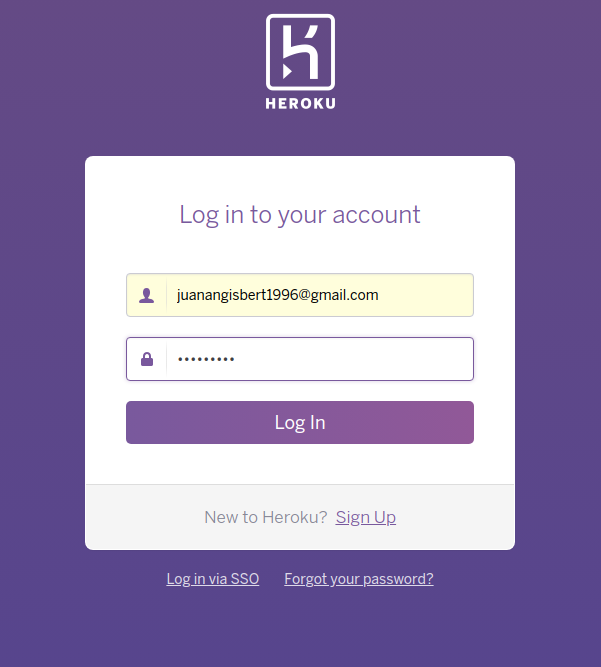 HEROKU
Log in to your account
juanangisbert1996@gmail.com
•••••••••
Log In
New to Heroku? Sign Up
Log in via SSO Forgot your password?